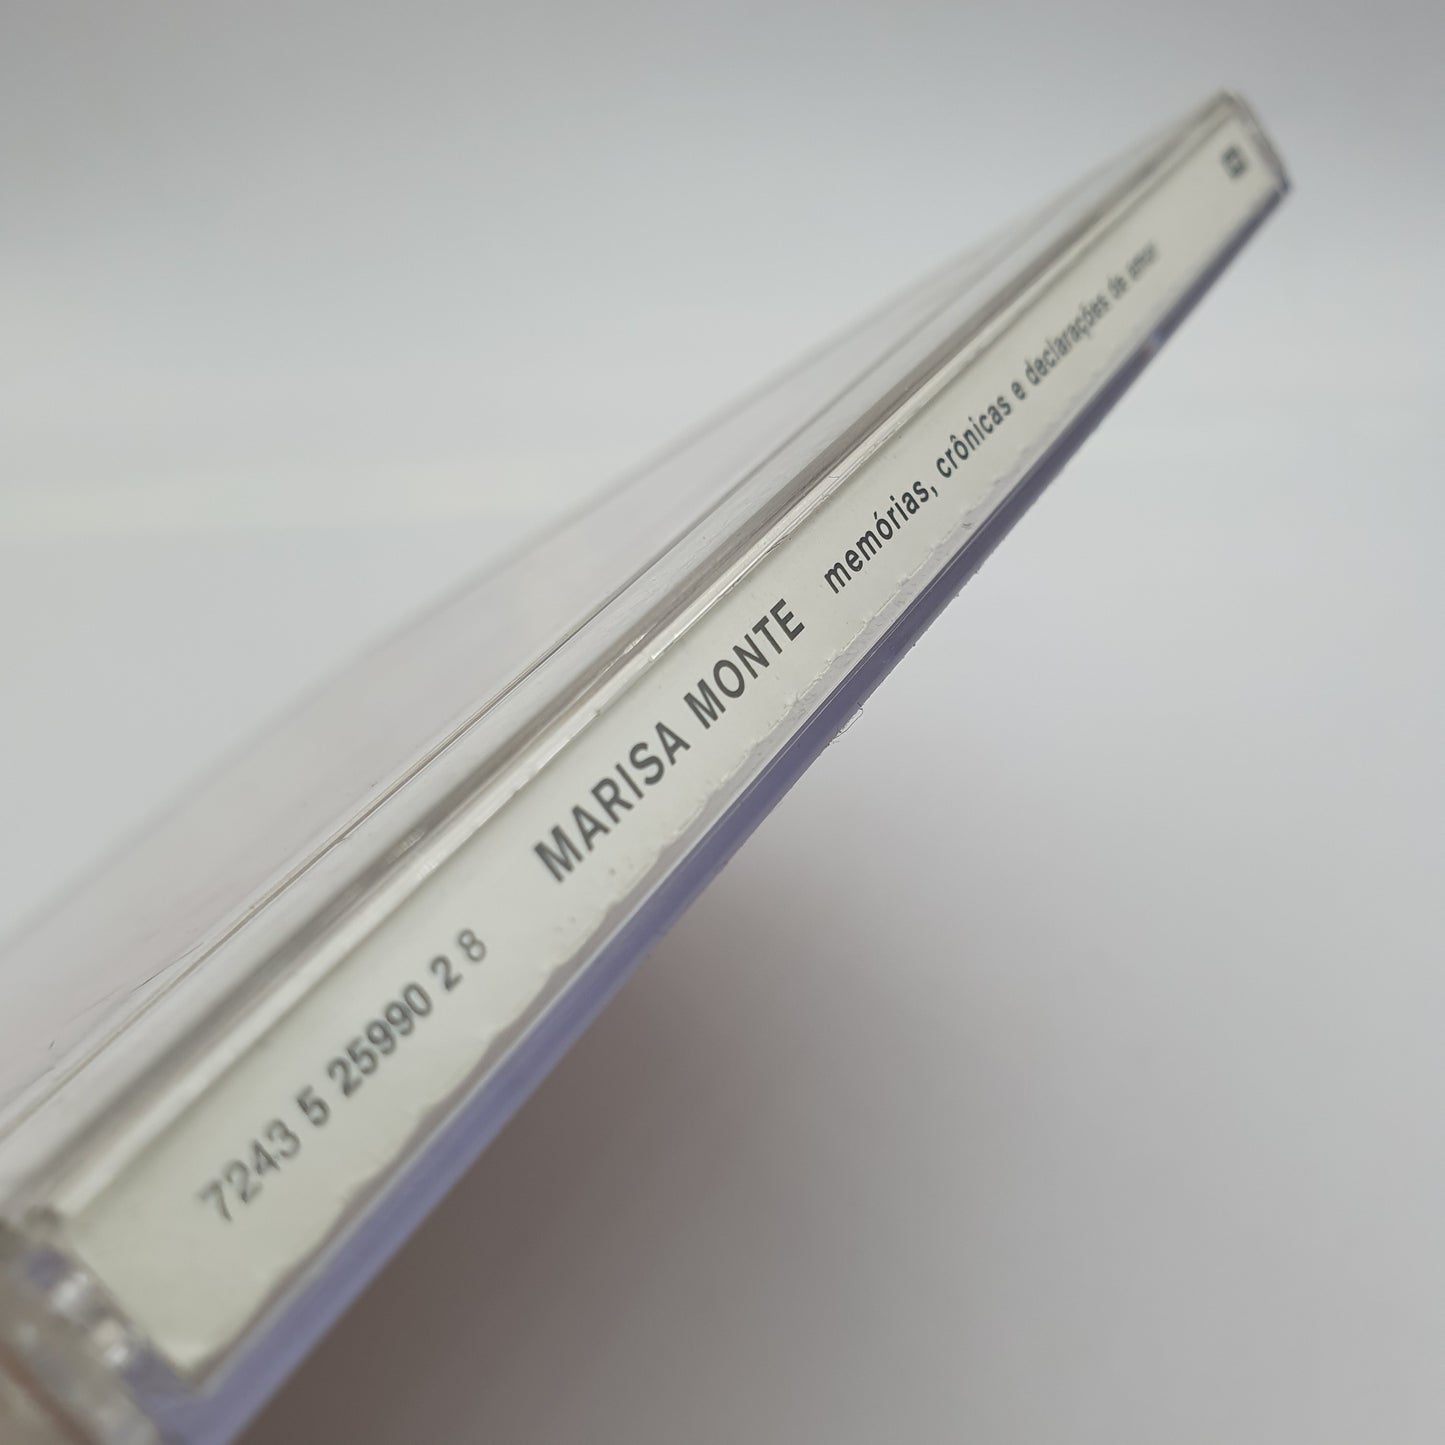 7243 5 25990 2 8 MARISA MONTE memórias, crônicas e declarações de amor